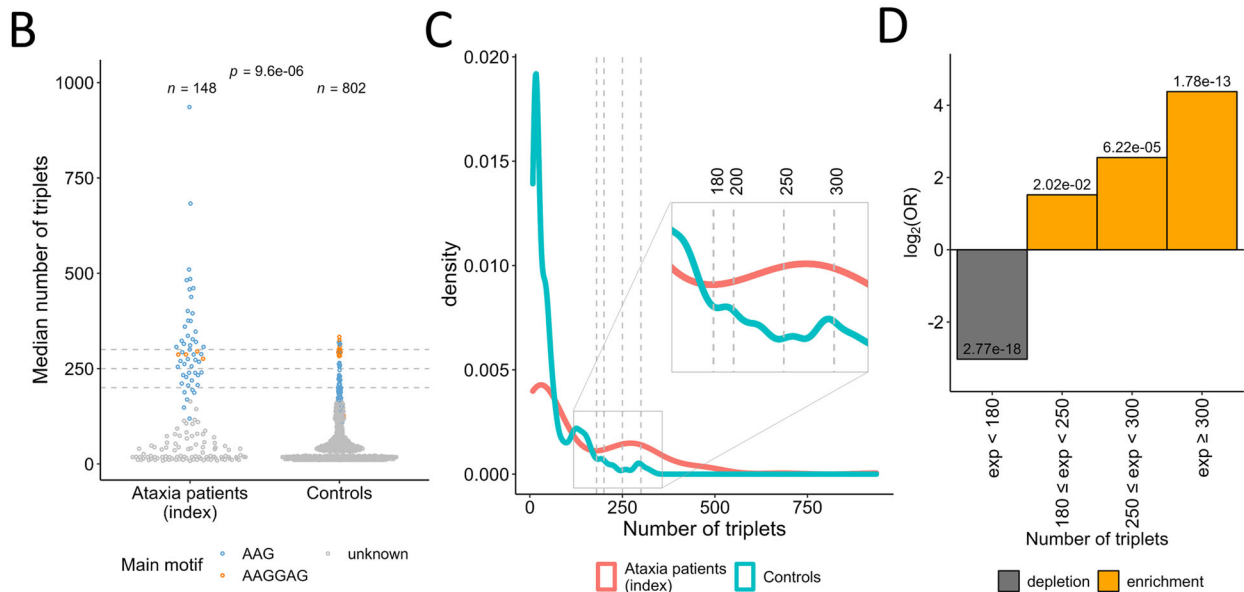 B
p = 9.6e-06
n = 148
n = 802
1000
750
500
250
0
Median number of triplets
Ataxia patients
(index)
Controls
Main motif
AAG
AAGGAG
unknown
C
0.020
0.015
0.010
0.005
0.000
density
180
200
250
300
0
250
500
750
Number of triplets
Ataxia patients
(index)
Controls
D
1.78e-13
6.22e-05
2.02e-02
2.77e-18
4
2
0
-2
log2(OR)
exp < 180
180 ≤ exp < 250
250 ≤ exp < 300
exp ≥ 300
Number of triplets
depletion
enrichment